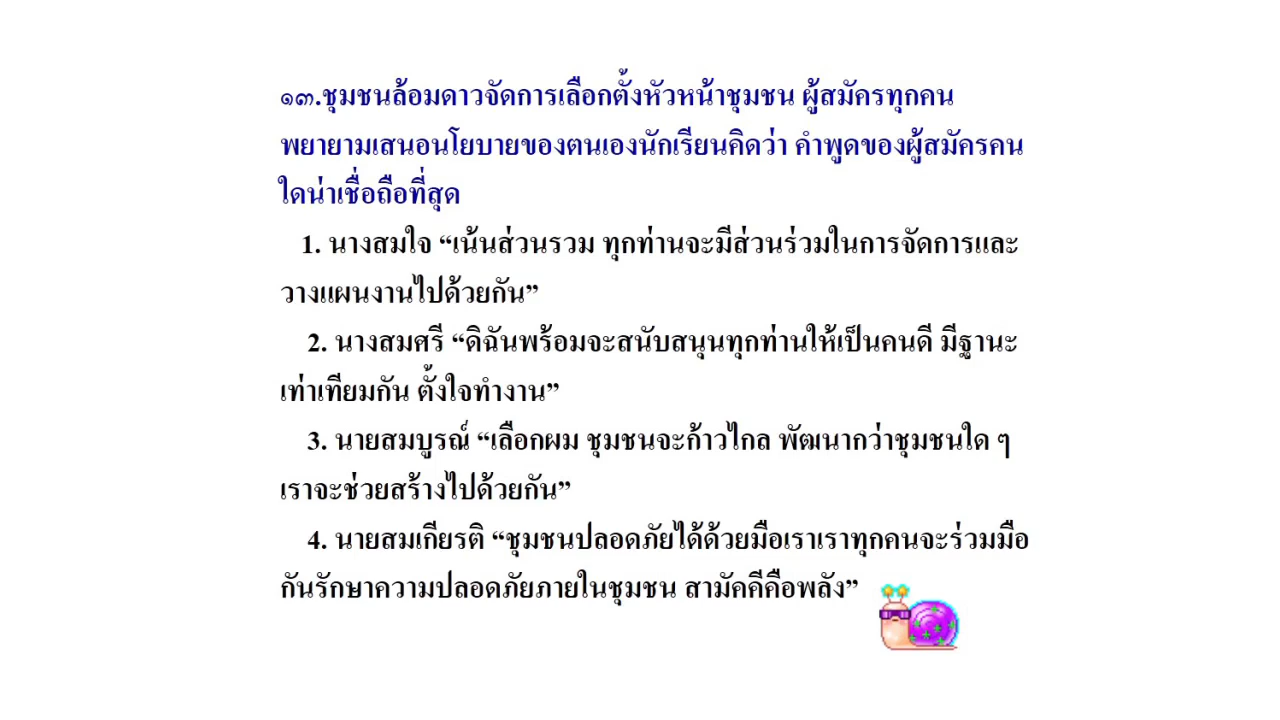 ๑๓.ชุมชนล้อมดาวจัดการเลือกตั้งหัวหน้าชุมชน ผู้สมัครทุกคน
พยายามเสนอนโยบายของตนเองนักเรียนคิดว่า คำพูดของผู้สมัครคน
ใดน่าเชื่อถือที่สุด
1. นางสมใจ “เน้นส่วนรวม ทุกท่านจะมีส่วนร่วมในการจัดการและ
วางแผนงานไปด้วยกัน”
2. นางสมศรี “ดิฉันพร้อมจะสนับสนุนทุกท่านให้เป็นคนดี มีฐานะ
เท่าเทียมกัน ตั้งใจทำงาน”
3. นายสมบูรณ์ “เลือกผม ชุมชนจะก้าวไกล พัฒนากว่าชุมชนใด ๆ
เราจะช่วยสร้างไปด้วยกัน”
4. นายสมเกียรติ “ชุมชนปลอดภัยได้ด้วยมือเราเราทุกคนจะร่วมมือ
กันรักษาความปลอดภัยภายในชุมชน สามัคคีคือพลัง”